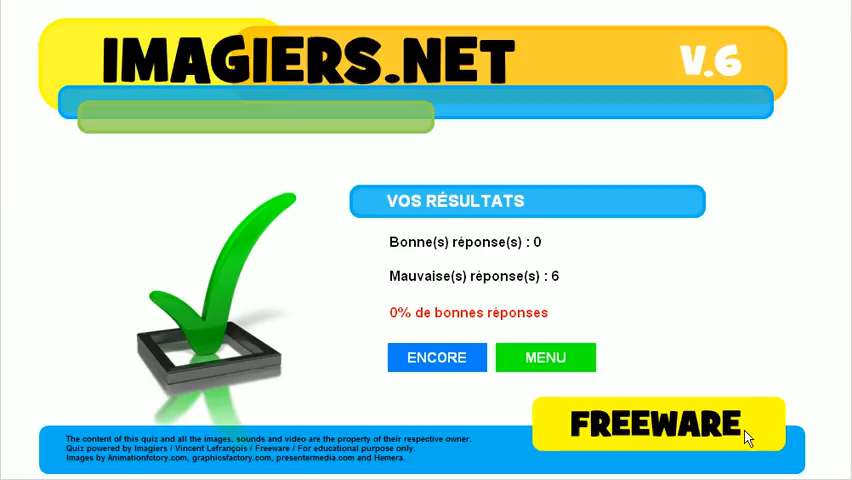 IMAGIERS.NET
V.6
VOS RÉSULTATS
Bonne(s) réponse(s) : 0
Mauvaise(s) réponse(s) : 6
0% de bonnes réponses
ENCORE
MENU
FREEWARE
The content of this quiz and all the images, sounds and video are the property of their respective owner.
Quiz powered by Imagiers / Vincent Lefrançois / Freeware / For educational purpose only.
Images by Animationfctory.com, graphicsfactory.com, presentermedia.com and Hemera.